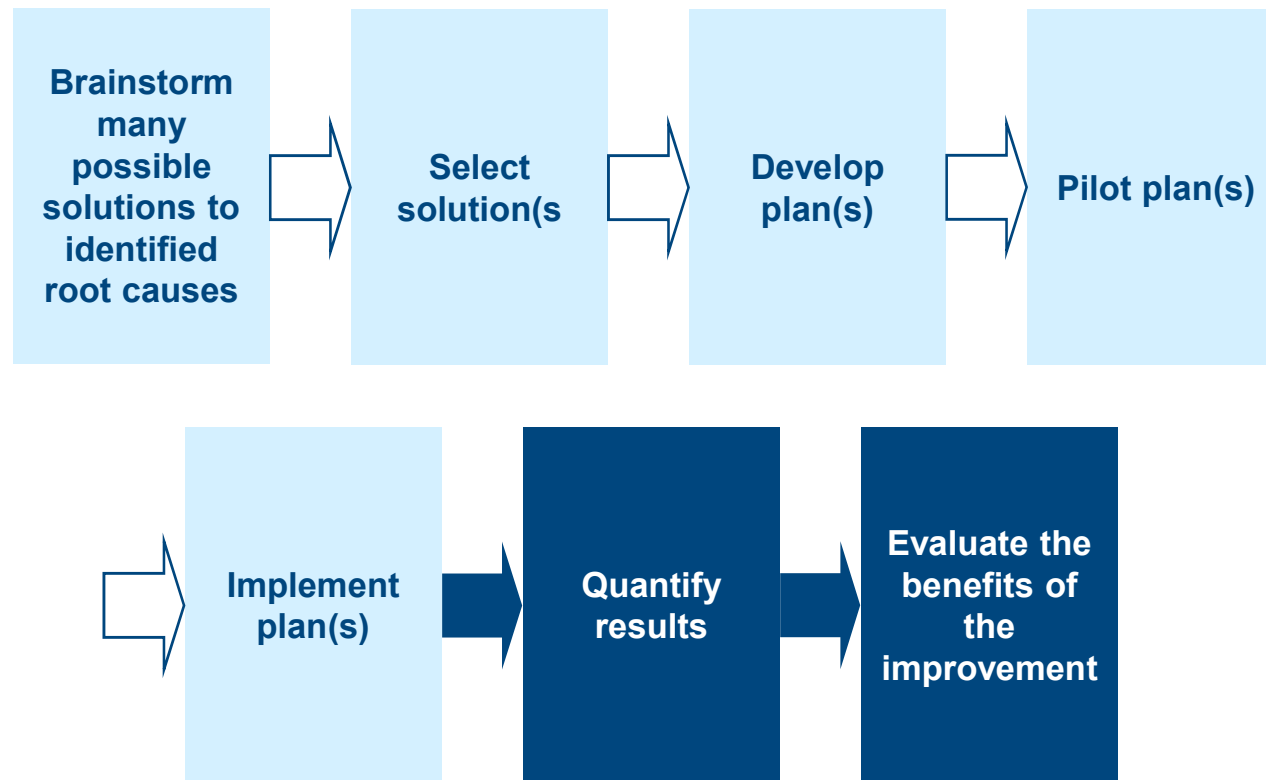 Brainstorm
many
possible
solutions to
identified
root causes
Select
solution(s
Develop
plan(s)
Pilot plan(s)
Implement
plan(s)
Quantify
results
Evaluate the
benefits of
the
improvement